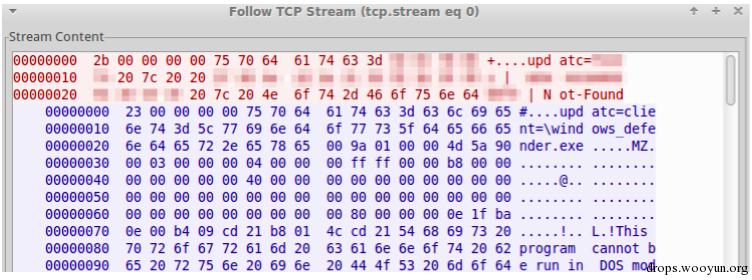 Follow TCP Stream (tcp.stream eq 0)
Stream Content
00000000 2b 00 00 00 00 75 70 64 61 74 63 3d +....upd atc=
00000010 20 7c 20 20 |
00000020 20 7c 20 4e 6f 74 2d 46 6f 75 6e 64 | N ot-Found
00000000 23 00 00 00 00 75 70 64 61 74 63 3d 63 6c 69 65 #....upd atc=clie
00000010 6e 74 3d 5c 77 69 6e 64 6f 77 73 5f 64 65 66 65 nt=\wind ows_defe
00000020 6e 64 65 72 2e 65 78 65 00 9a 01 00 00 4d 5a 90 nder.exe .....MZ.
00000030 00 03 00 00 00 04 00 00 00 ff ff 00 00 b8 00 00 ........ ........
00000040 00 00 00 00 00 40 00 00 00 00 00 00 00 00 00 00 .....@.. ........
00000050 00 00 00 00 00 00 00 00 00 00 00 00 00 00 00 00 ........ ........
00000060 00 00 00 00 00 00 00 00 00 80 00 00 00 0e 1f ba ........ ........
00000070 0e 00 b4 09 cd 21 b8 01 4c cd 21 54 68 69 73 20 .....!.. L.!This
00000080 70 72 6f 67 72 61 6d 20 63 61 6e 6e 6f 74 20 62 program cannot b
00000090 65 20 72 75 6e 20 69 6e 20 44 4f 53 20 6d 6f 64 e run in DOS mod
drops.wooyun.org